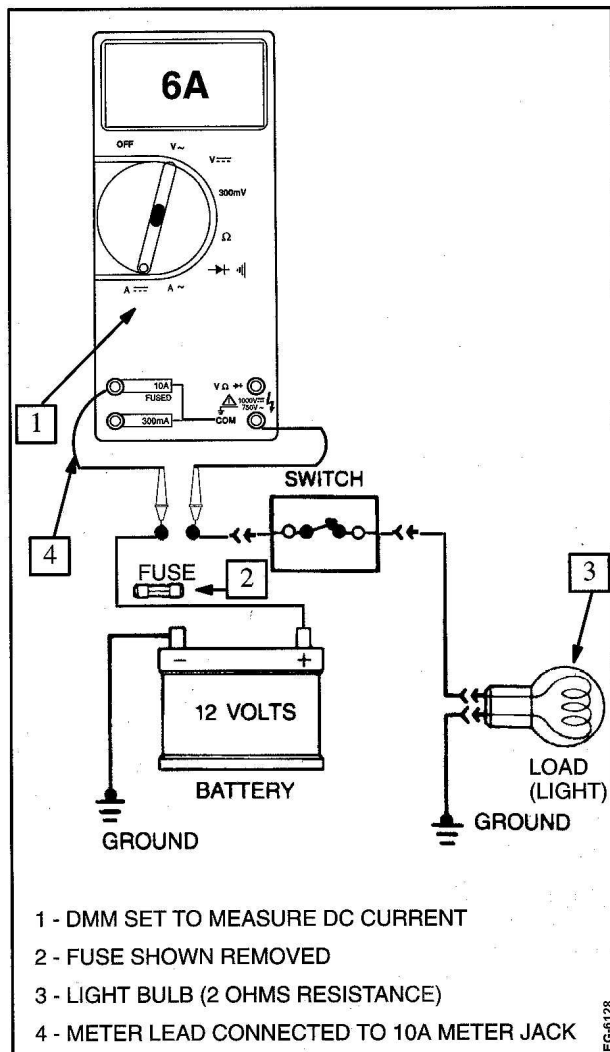 6A
OFF
V~
V⎓
300mV
Ω
A⎓
A~
10A
FUSED
300mA
VΩ
1000V⎓
750V~
COM
1
SWITCH
4
FUSE
2
3
- +
12 VOLTS
BATTERY
GROUND
LOAD
(LIGHT)
GROUND
1 - DMM SET TO MEASURE DC CURRENT
2 - FUSE SHOWN REMOVED
3 - LIGHT BULB (2 OHMS RESISTANCE)
4 - METER LEAD CONNECTED TO 10A METER JACK
EG-6128